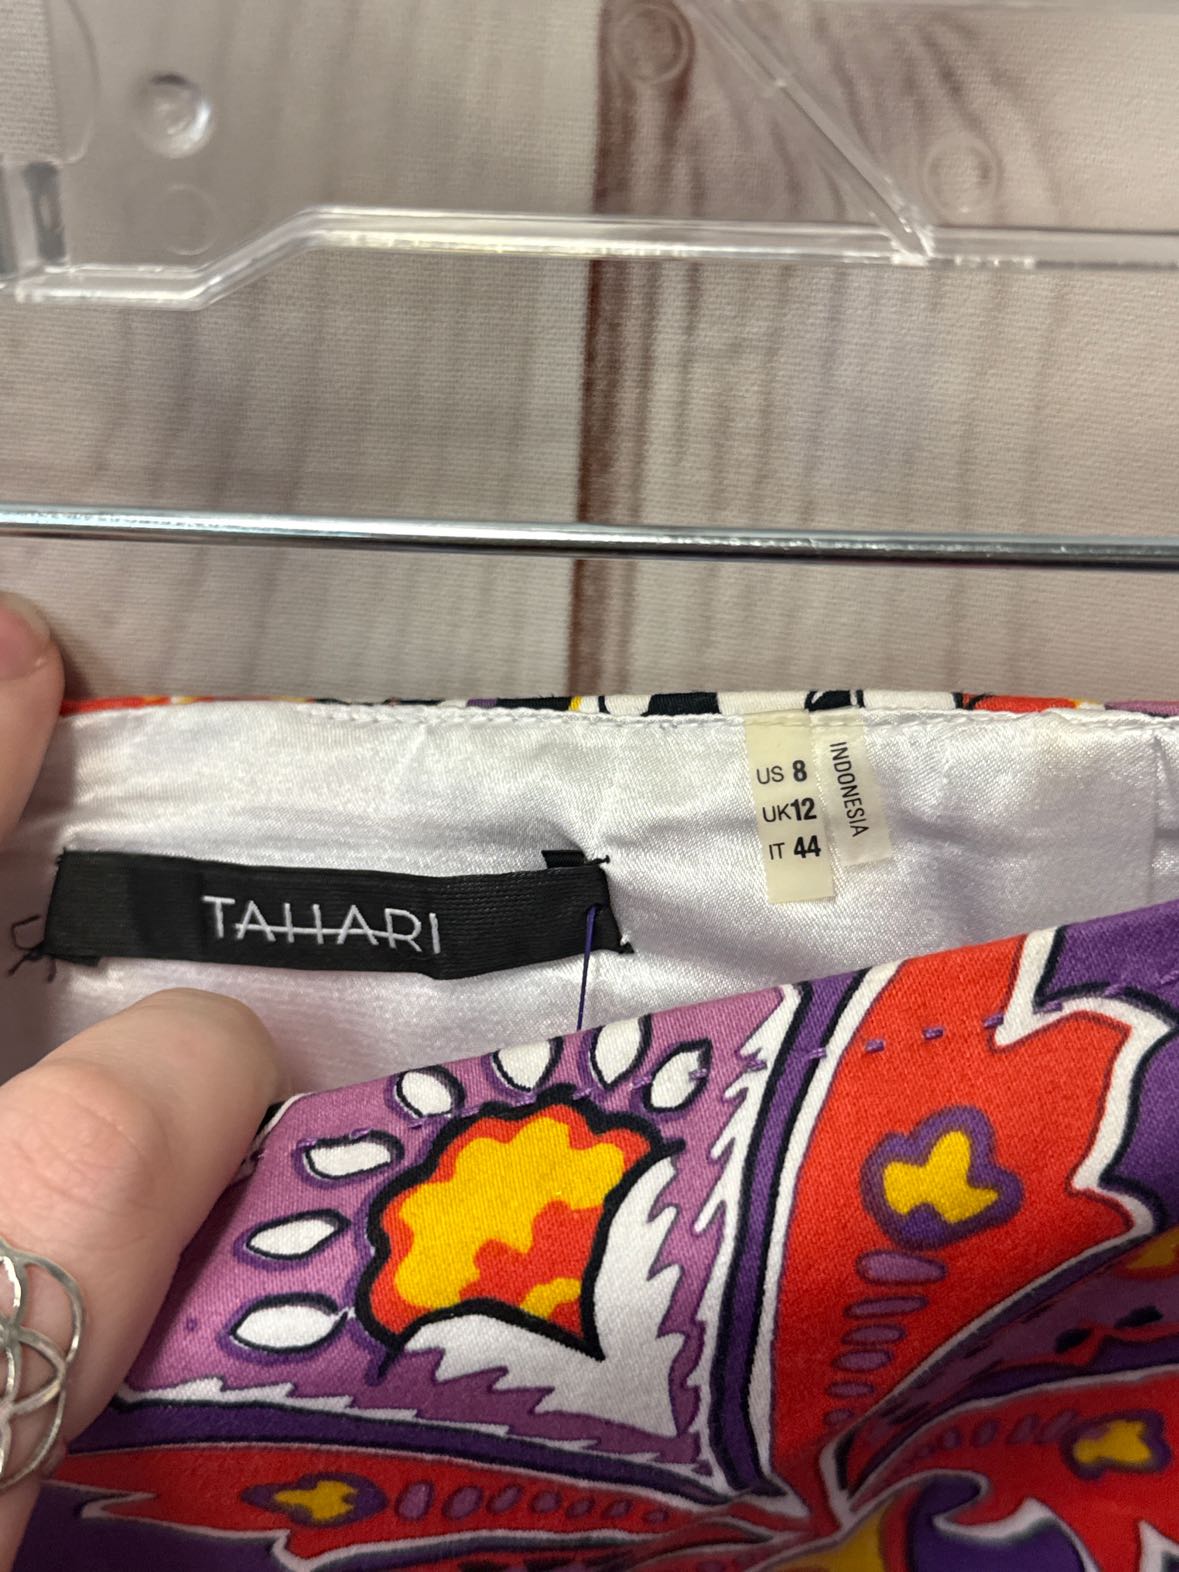 TAHARI
US 8
UK12
IT 44
INDONESIA